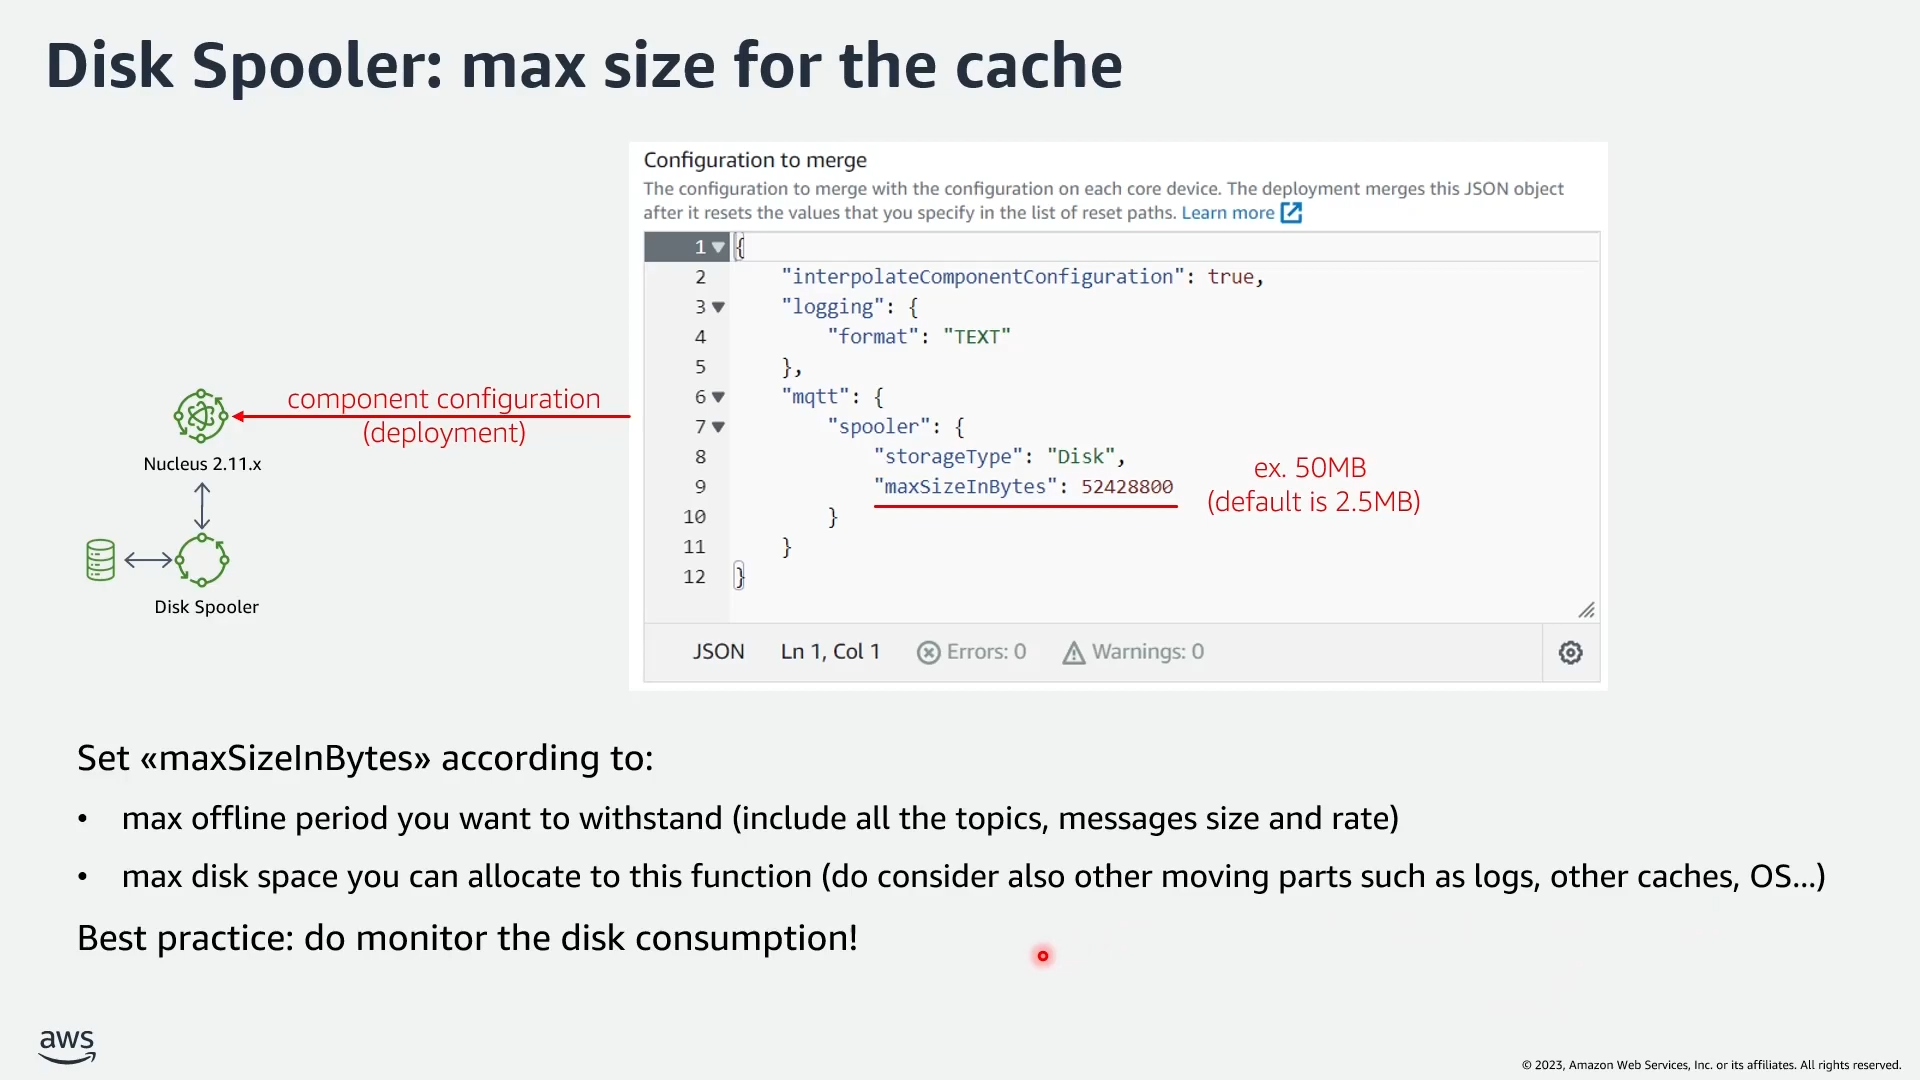 Disk Spooler: max size for the cache
Configuration to merge
The configuration to merge with the configuration on each core device. The deployment merges this JSON object
after it resets the values that you specify in the list of reset paths. Learn more
1 {
2 "interpolateComponentConfiguration": true,
3 "logging": {
4 "format": "TEXT"
5 },
6 "mqtt": {
7 "spooler": {
8 "storageType": "Disk",
9 "maxSizeInBytes": 52428800
10 }
11 }
12 }
ex. 50MB
(default is 2.5MB)
JSON Ln 1, Col 1 Errors: 0 Warnings: 0
component configuration
(deployment)
Nucleus 2.11.x
Disk Spooler
Set «maxSizeInBytes» according to:
• max offline period you want to withstand (include all the topics, messages size and rate)
• max disk space you can allocate to this function (do consider also other moving parts such as logs, other caches, OS...)
Best practice: do monitor the disk consumption!
aws
© 2023, Amazon Web Services, Inc. or its affiliates. All rights reserved.